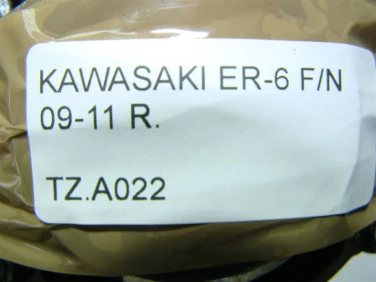 KAWASAKI ER-6 F/N
09-11 R.
TZ.A022